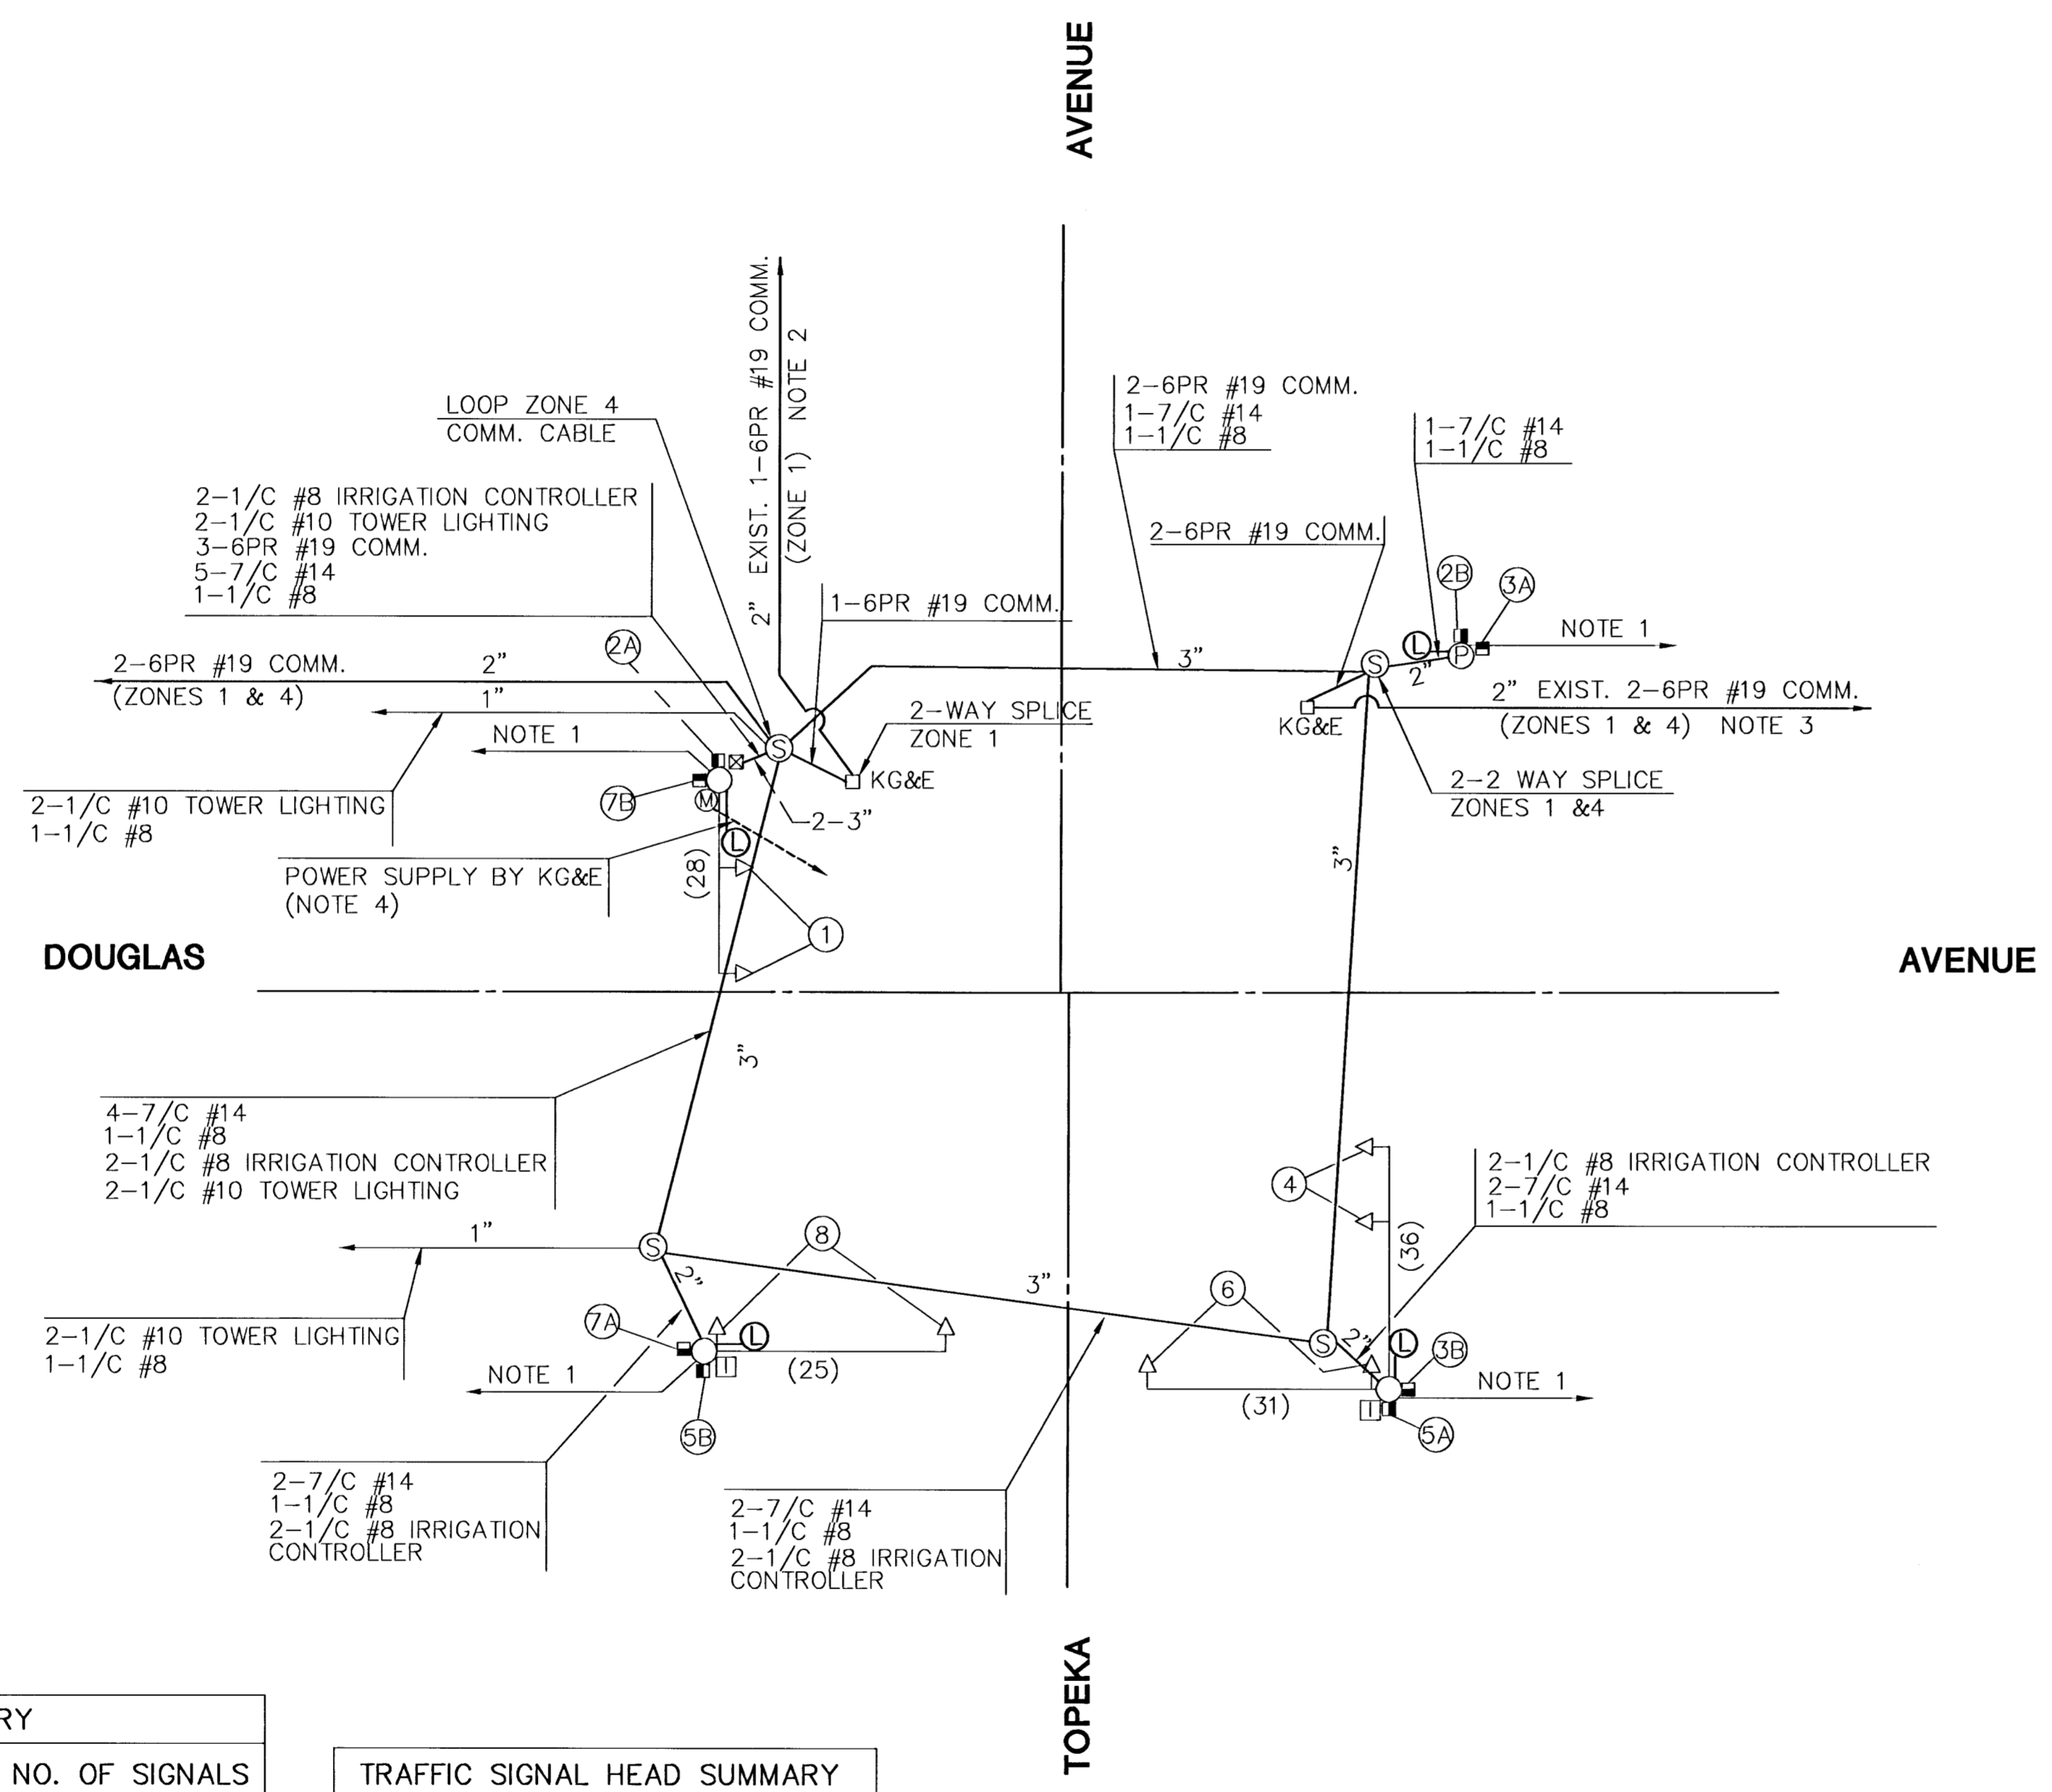 AVENUE
2" EXIST. 1-6PR #19 COMM.
(ZONE 1) NOTE 2
LOOP ZONE 4
COMM. CABLE
2-6PR #19 COMM.
1-7/C #14
1-1/C #8
1-7/C #14
1-1/C #8
2-1/C #8 IRRIGATION CONTROLLER
2-1/C #10 TOWER LIGHTING
3-6PR #19 COMM.
5-7/C #14
1-1/C #8
2-6PR #19 COMM.
1-6PR #19 COMM.
2B
3A
NOTE 1
2A
2-6PR #19 COMM.
2"
(ZONES 1 & 4)
1"
NOTE 1
3"
S
L
P
2"
2" EXIST. 2-6PR #19 COMM.
(ZONES 1 & 4) NOTE 3
KG&E
2-WAY SPLICE
ZONE 1
S
KG&E
2-2 WAY SPLICE
ZONES 1 &4
7B
M
2-3"
2-1/C #10 TOWER LIGHTING
1-1/C #8
L
(28)
3"
POWER SUPPLY BY KG&E
(NOTE 4)
1
DOUGLAS
AVENUE
3"
4-7/C #14
1-1/C #8
2-1/C #8 IRRIGATION CONTROLLER
2-1/C #10 TOWER LIGHTING
4
2-1/C #8 IRRIGATION CONTROLLER
2-7/C #14
1-1/C #8
(36)
1"
S
8
2"
3"
6
2-1/C #10 TOWER LIGHTING
1-1/C #8
7A
L
I
(25)
NOTE 1
5B
S
2"
L
3B
NOTE 1
(31)
I
5A
2-7/C #14
1-1/C #8
2-1/C #8 IRRIGATION
CONTROLLER
2-7/C #14
1-1/C #8
2-1/C #8 IRRIGATION
CONTROLLER
TOPEKA
RY
NO. OF SIGNALS
TRAFFIC SIGNAL HEAD SUMMARY